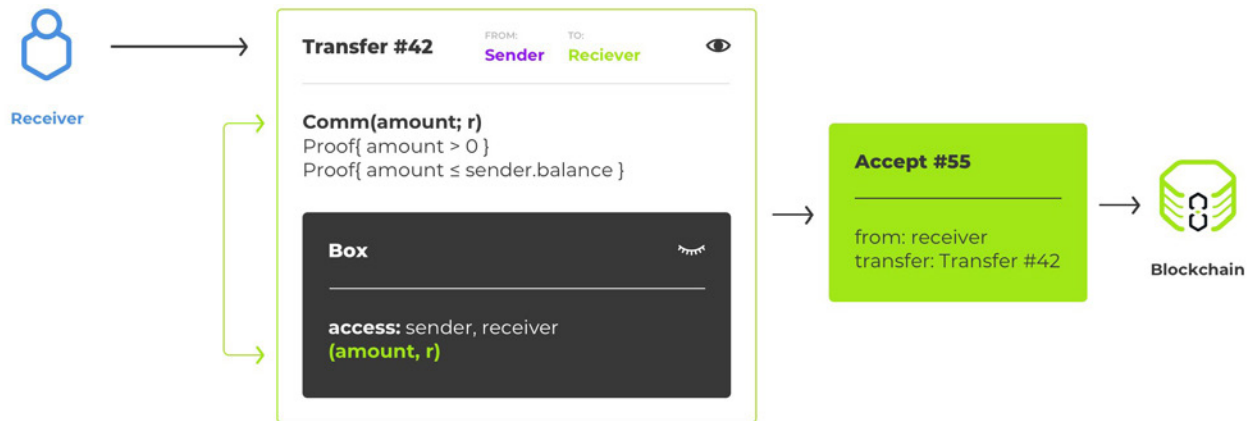 Receiver
Transfer #42
FROM:
Sender
TO:
Reciever
Comm(amount; r)
Proof{ amount > 0 }
Proof{ amount ≤ sender.balance }
Box
access: sender, receiver
(amount, r)
Accept #55
from: receiver
transfer: Transfer #42
Blockchain